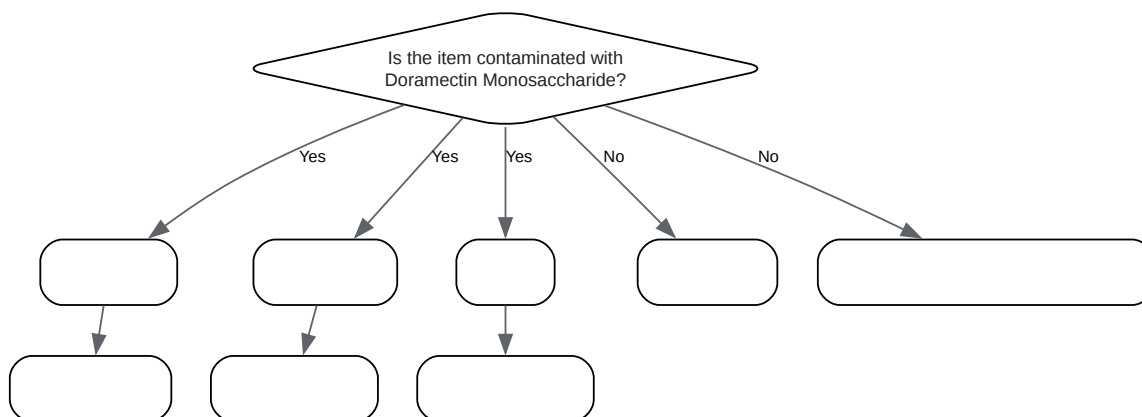 Is the item contaminated with
Doramectin Monosaccharide?
Yes
Yes
Yes
No
No